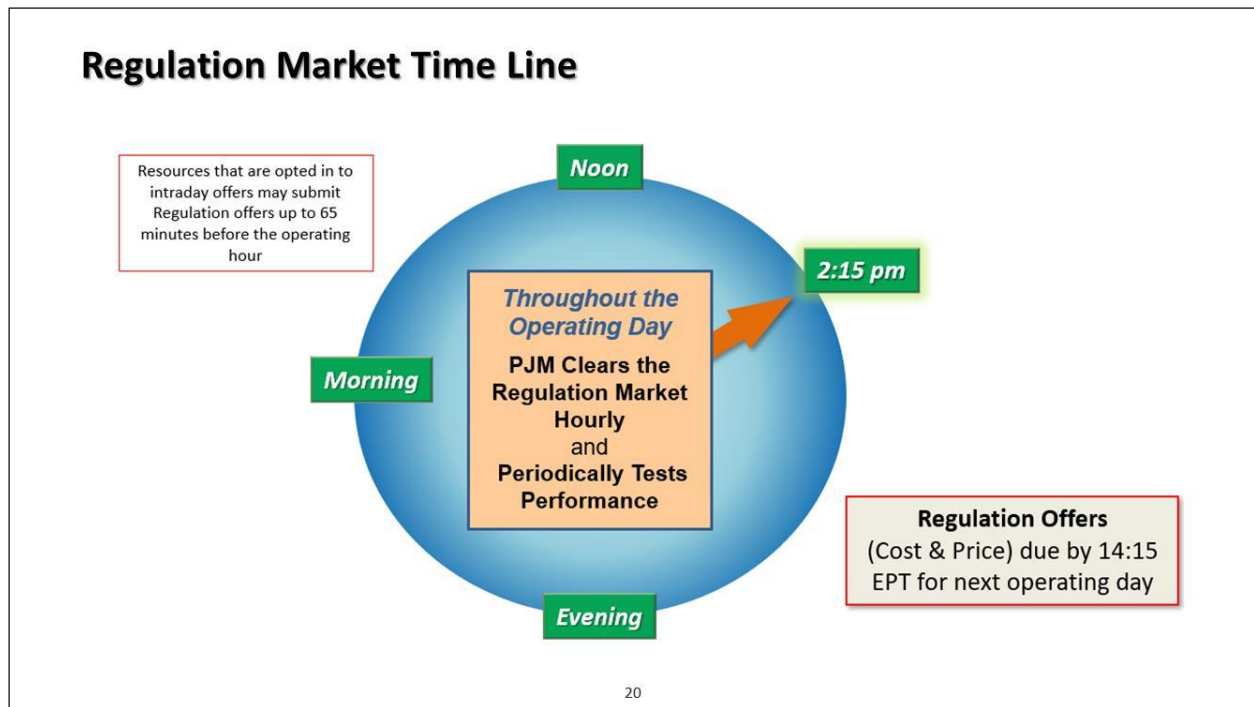 Regulation Market Time Line
Resources that are opted in to
intraday offers may submit
Regulation offers up to 65
minutes before the operating
hour
Noon
2:15 pm
Throughout the
Operating Day
PJM Clears the
Regulation Market
Hourly
and
Periodically Tests
Performance
Morning
Regulation Offers
(Cost & Price) due by 14:15
EPT for next operating day
Evening
20